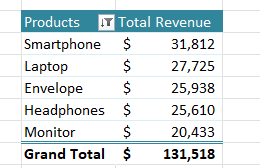 Products Total Revenue
Smartphone $ 31,812
Laptop $ 27,725
Envelope $ 25,938
Headphones $ 25,610
Monitor $ 20,433
Grand Total $ 131,518